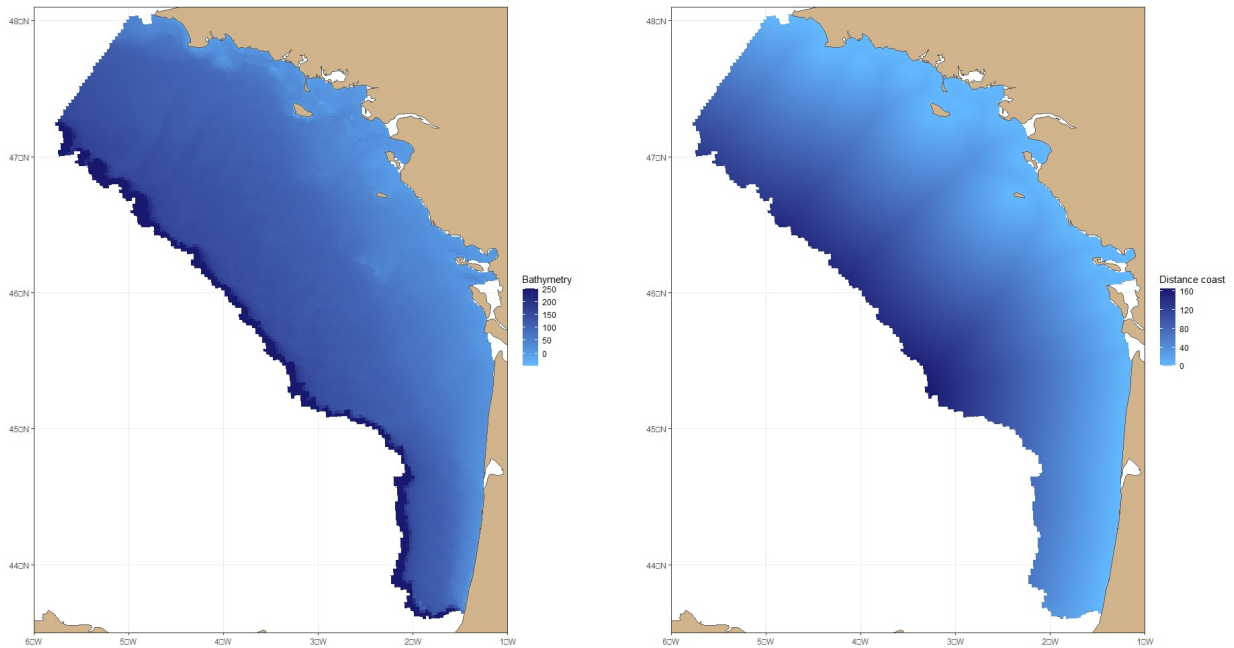 48□N
47□N
46□N
45□N
44□N
6□W
5□W
4□W
3□W
2□W
1□W
Bathymetry
250
200
150
100
50
0
48□N
47□N
46□N
45□N
44□N
6□W
5□W
4□W
3□W
2□W
1□W
Distance coast
160
120
80
40
0